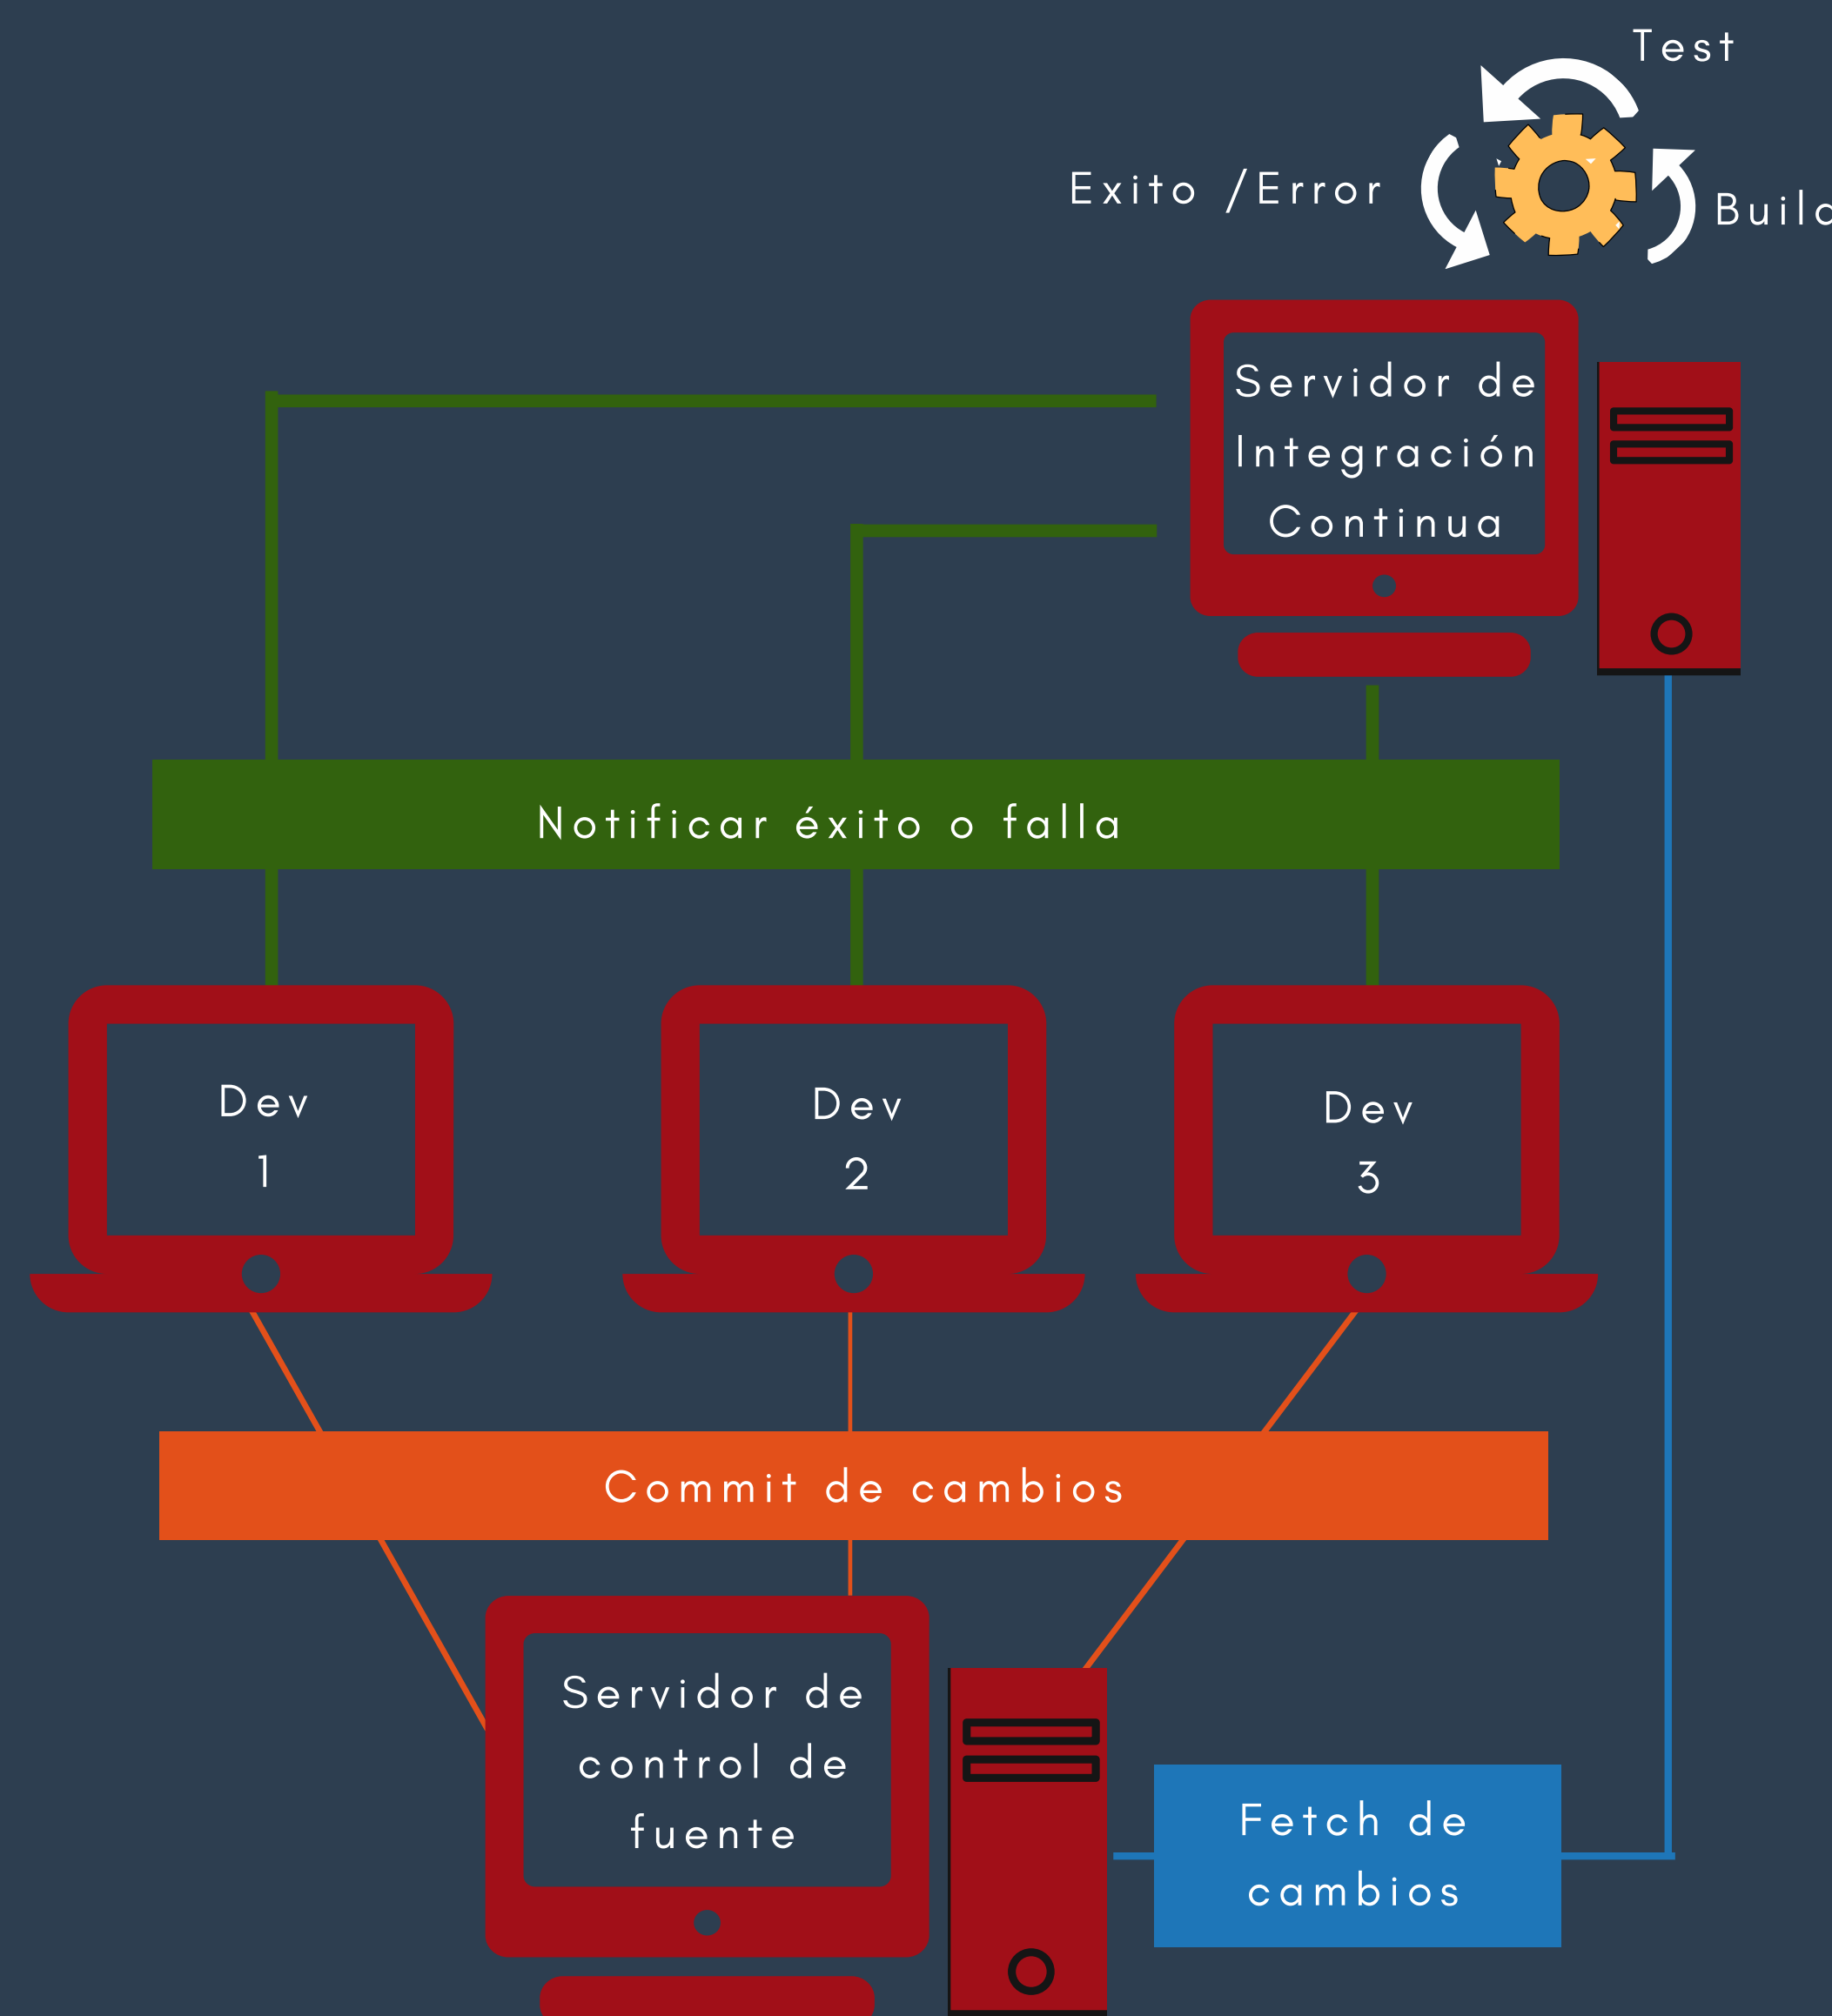 Test
Exito /Error
Servidor de
Integración
Continua
Notificar éxito o falla
Dev
1
Dev
2
Dev
3
Commit de cambios
Servidor de
control de
fuente
Fetch de
cambios